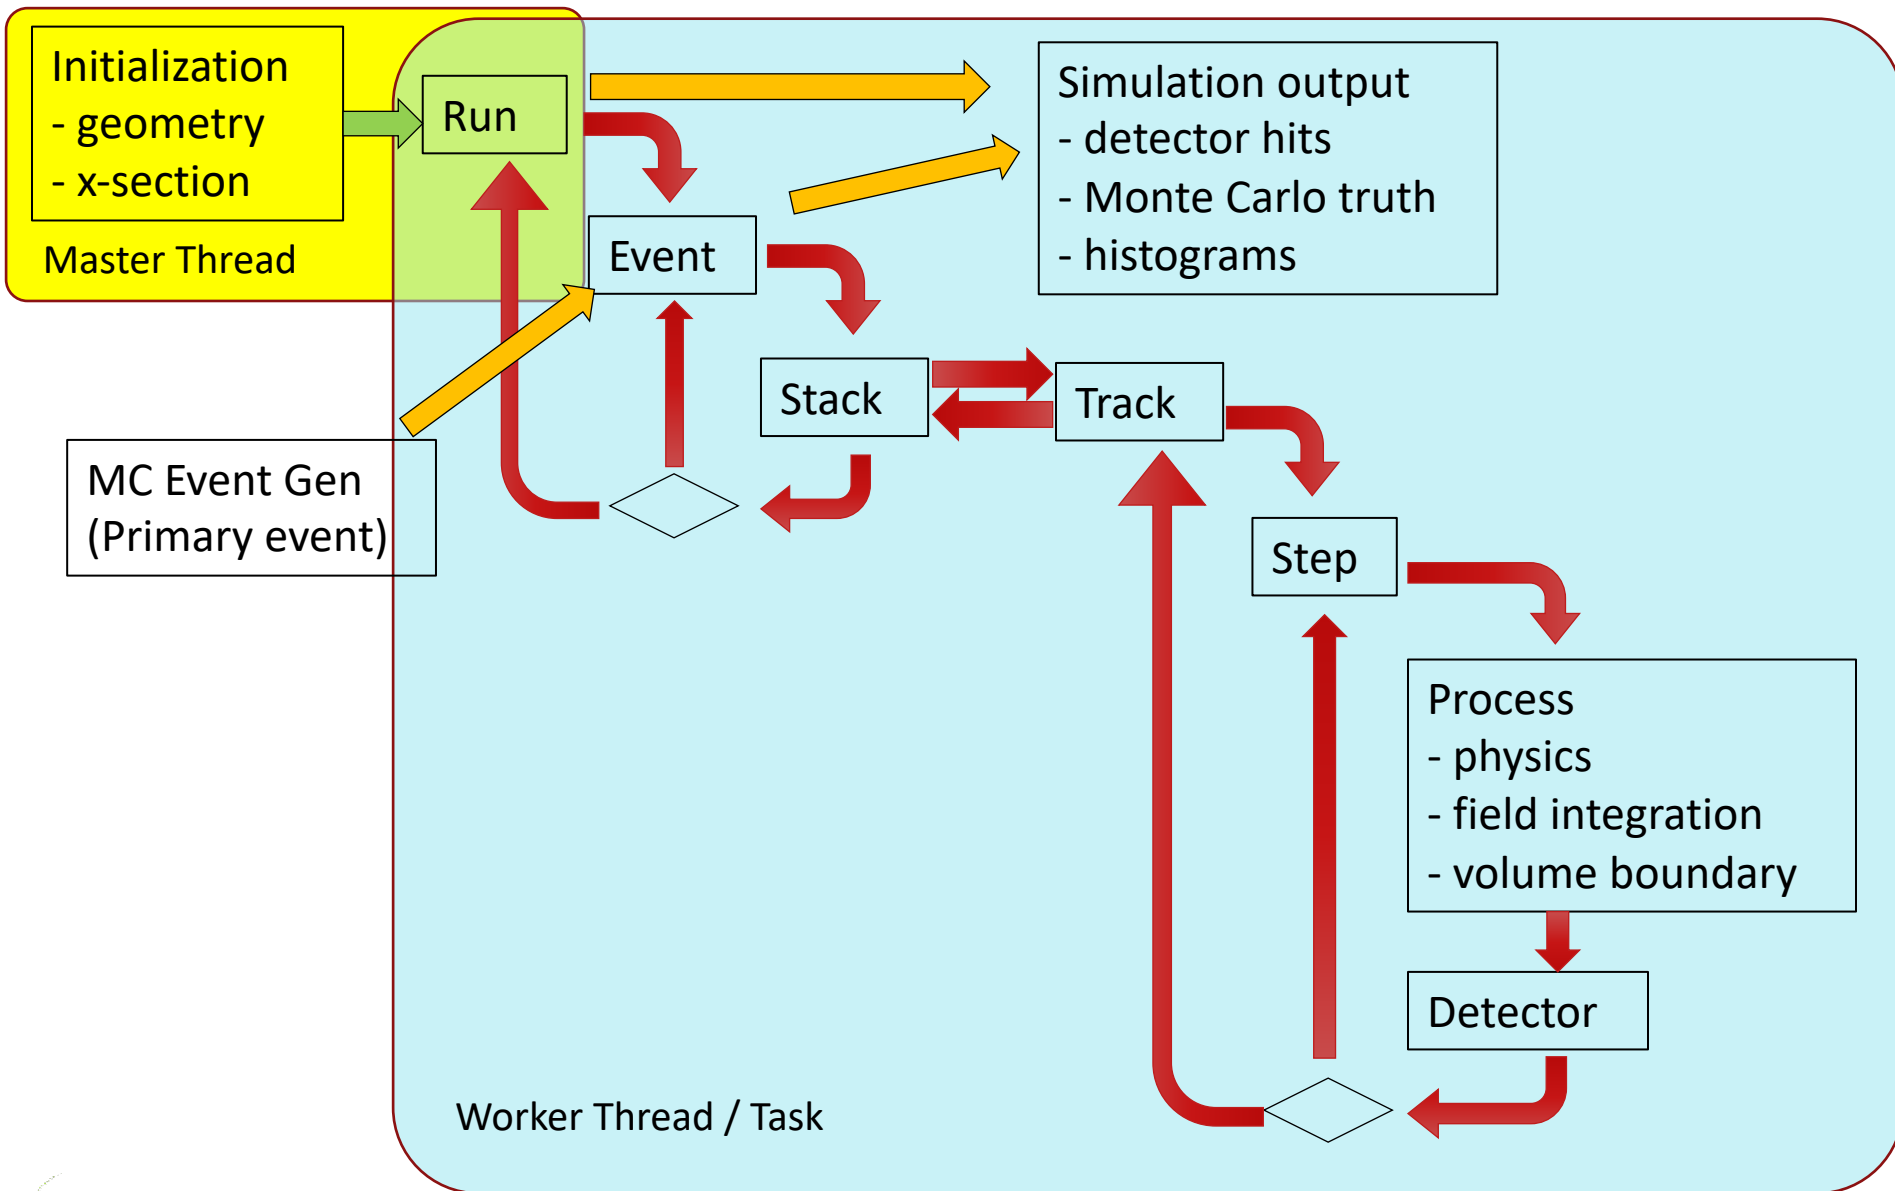 Initialization
- geometry
- x-section
Master Thread
Run
Simulation output
- detector hits
- Monte Carlo truth
- histograms
Event
Stack
Track
MC Event Gen
(Primary event)
Step
Process
- physics
- field integration
- volume boundary
Detector
Worker Thread / Task